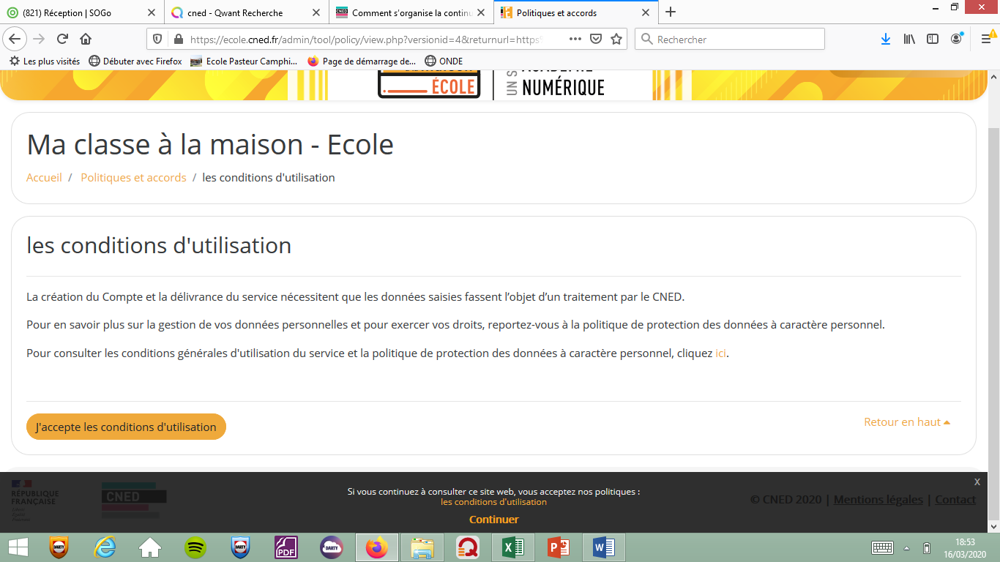 (821) Réception | SOGo
cned - Qwant Recherche
Comment s'organise la continu
Politiques et accords
https://ecole.cned.fr/admin/tool/policy/view.php?versionid=4&returnurl=https
Rechercher
Les plus visités
Débuter avec Firefox
Ecole Pasteur Camphi...
Page de démarrage de...
ONDE
ÉCOLE
NUMÉRIQUE
Ma classe à la maison - Ecole
Accueil / Politiques et accords / les conditions d'utilisation
les conditions d'utilisation
La création du Compte et la délivrance du service nécessitent que les données saisies fassent l’objet d’un traitement par le CNED.
Pour en savoir plus sur la gestion de vos données personnelles et pour exercer vos droits, reportez-vous à la politique de protection des données à caractère personnel.
Pour consulter les conditions générales d'utilisation du service et la politique de protection des données à caractère personnel, cliquez ici.
J'accepte les conditions d'utilisation
Retour en haut
RÉPUBLIQUE
FRANÇAISE
CNED
Si vous continuez à consulter ce site web, vous acceptez nos politiques :
les conditions d'utilisation
Continuer
x
© CNED 2020 | Mentions légales | Contact
DARTY
DARTY
PDF
DARTY
18:53
16/03/2020